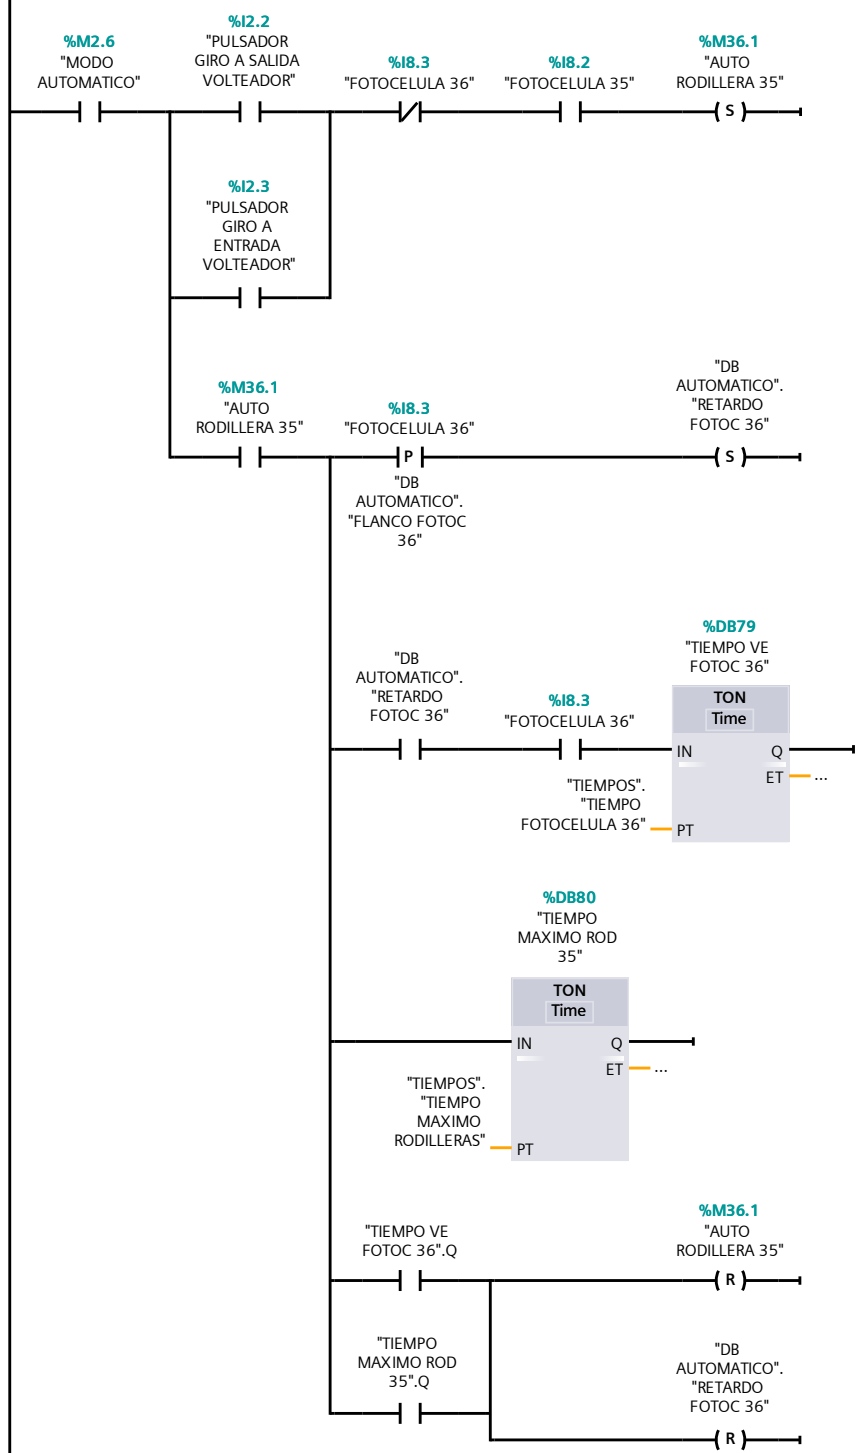 %M2.6
"MODO
AUTOMATICO"
%I2.2
"PULSADOR
GIRO A SALIDA
VOLTEADOR"
%I8.3
"FOTOCELULA 36"
%I8.2
"FOTOCELULA 35"
%M36.1
"AUTO
RODILLERA 35"
S
%I2.3
"PULSADOR
GIRO A
ENTRADA
VOLTEADOR"
%M36.1
"AUTO
RODILLERA 35"
%I8.3
"FOTOCELULA 36"
P
"DB
AUTOMATICO".
"FLANCO FOTOC
36"
"DB
AUTOMATICO".
"RETARDO
FOTOC 36"
S
"DB
AUTOMATICO".
"RETARDO
FOTOC 36"
%I8.3
"FOTOCELULA 36"
%DB79
"TIEMPO VE
FOTOC 36"
TON
Time
IN Q
ET ...
"TIEMPOS".
"TIEMPO
FOTOCELULA 36"
PT
%DB80
"TIEMPO
MAXIMO ROD
35"
TON
Time
IN Q
ET ...
"TIEMPOS".
"TIEMPO
MAXIMO
RODILLERAS"
PT
"TIEMPO VE
FOTOC 36".Q
%M36.1
"AUTO
RODILLERA 35"
R
"TIEMPO
MAXIMO ROD
35".Q
"DB
AUTOMATICO".
"RETARDO
FOTOC 36"
R